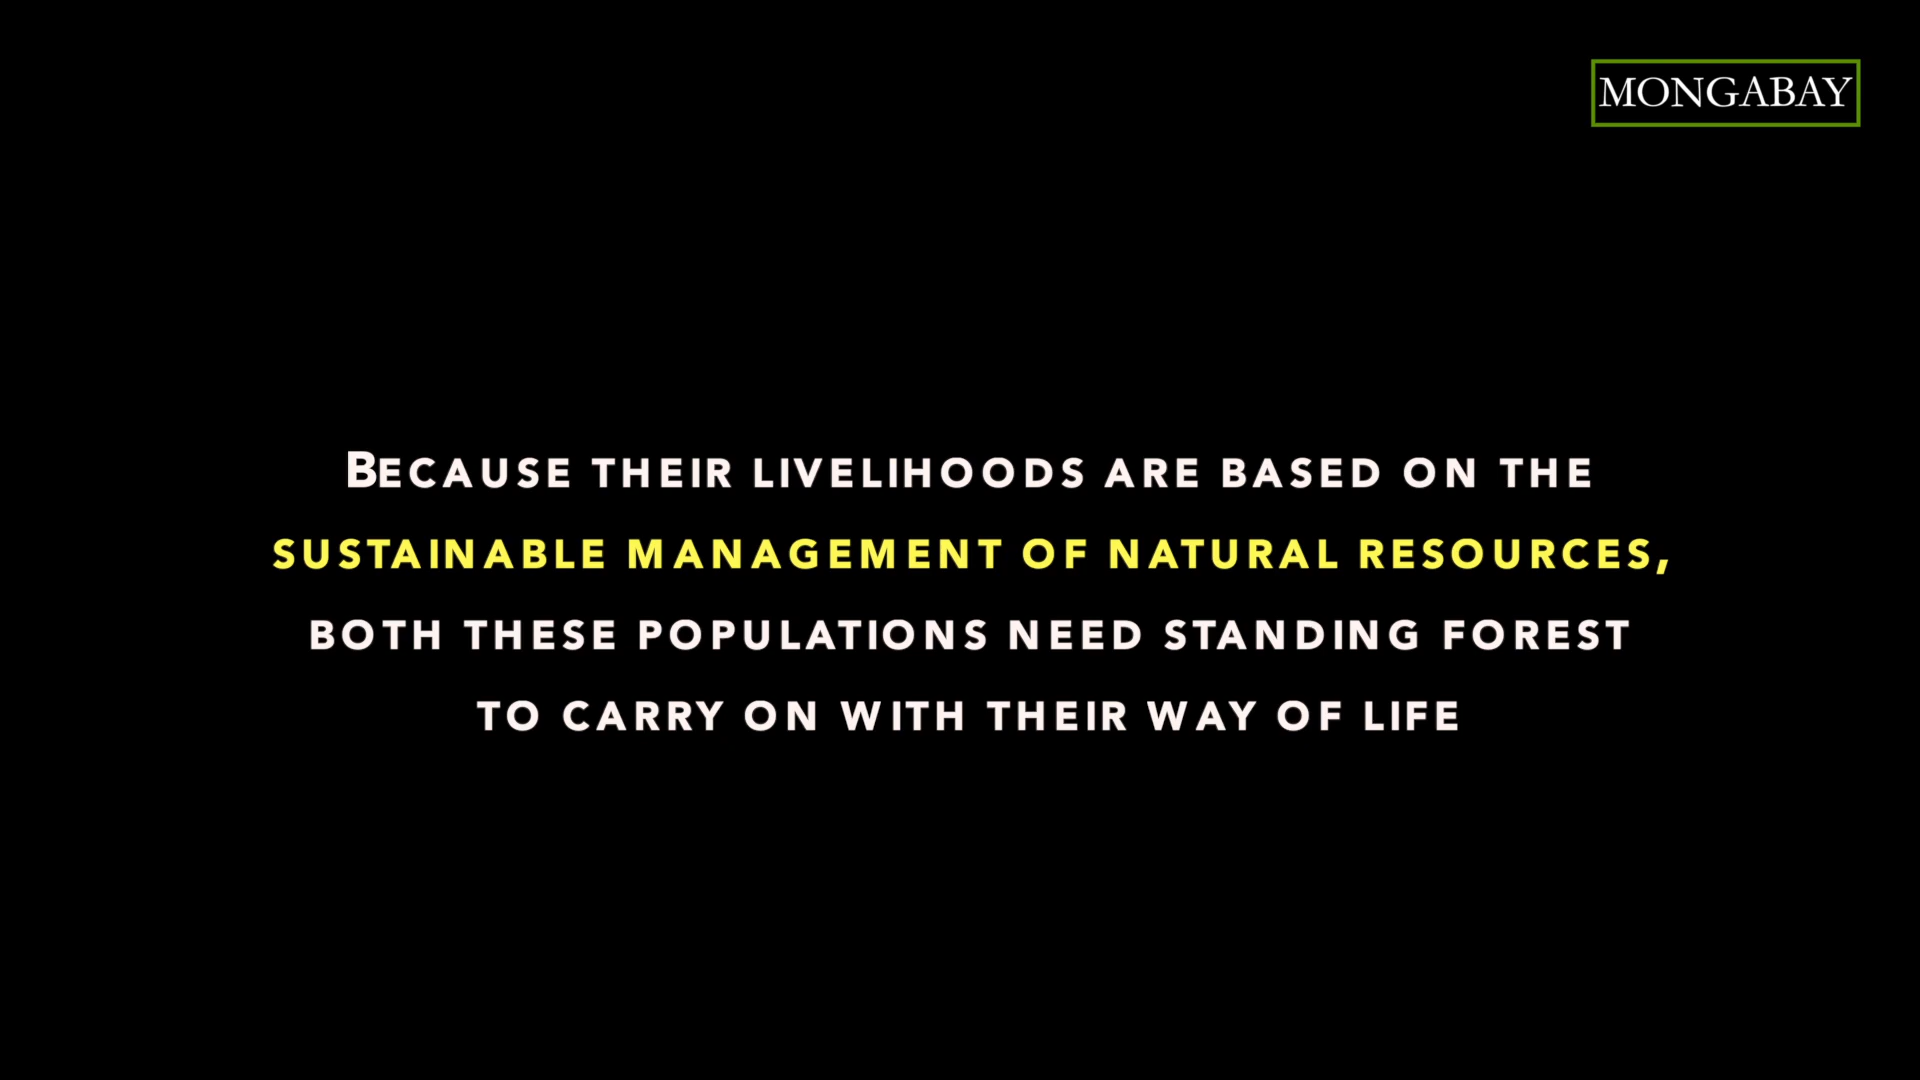 MONGABAY
Because their livelihoods are based on the
sustainable management of natural resources,
both these populations need standing forest
to carry on with their way of life